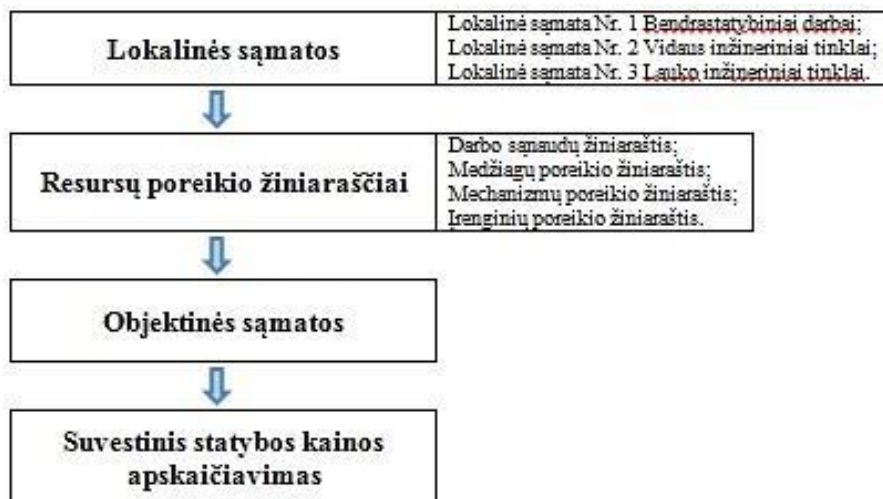 Lokalinės sąmatos
Lokalinė sąmata Nr. 1 Bendrastatybiniai darbai;
Lokalinė sąmata Nr. 2 Vidaus inžineriniai tinklai;
Lokalinė sąmata Nr. 3 Lauko inžineriniai tinklai.
Resursų poreikio žiniaraščiai
Darbo sąnaudų žiniaraštis;
Medžiagų poreikio žiniaraštis;
Mechanizmų poreikio žiniaraštis;
Įrenginių poreikio žiniaraštis.
Objektinės sąmatos
Suvestinis statybos kainos
apskaičiavimas